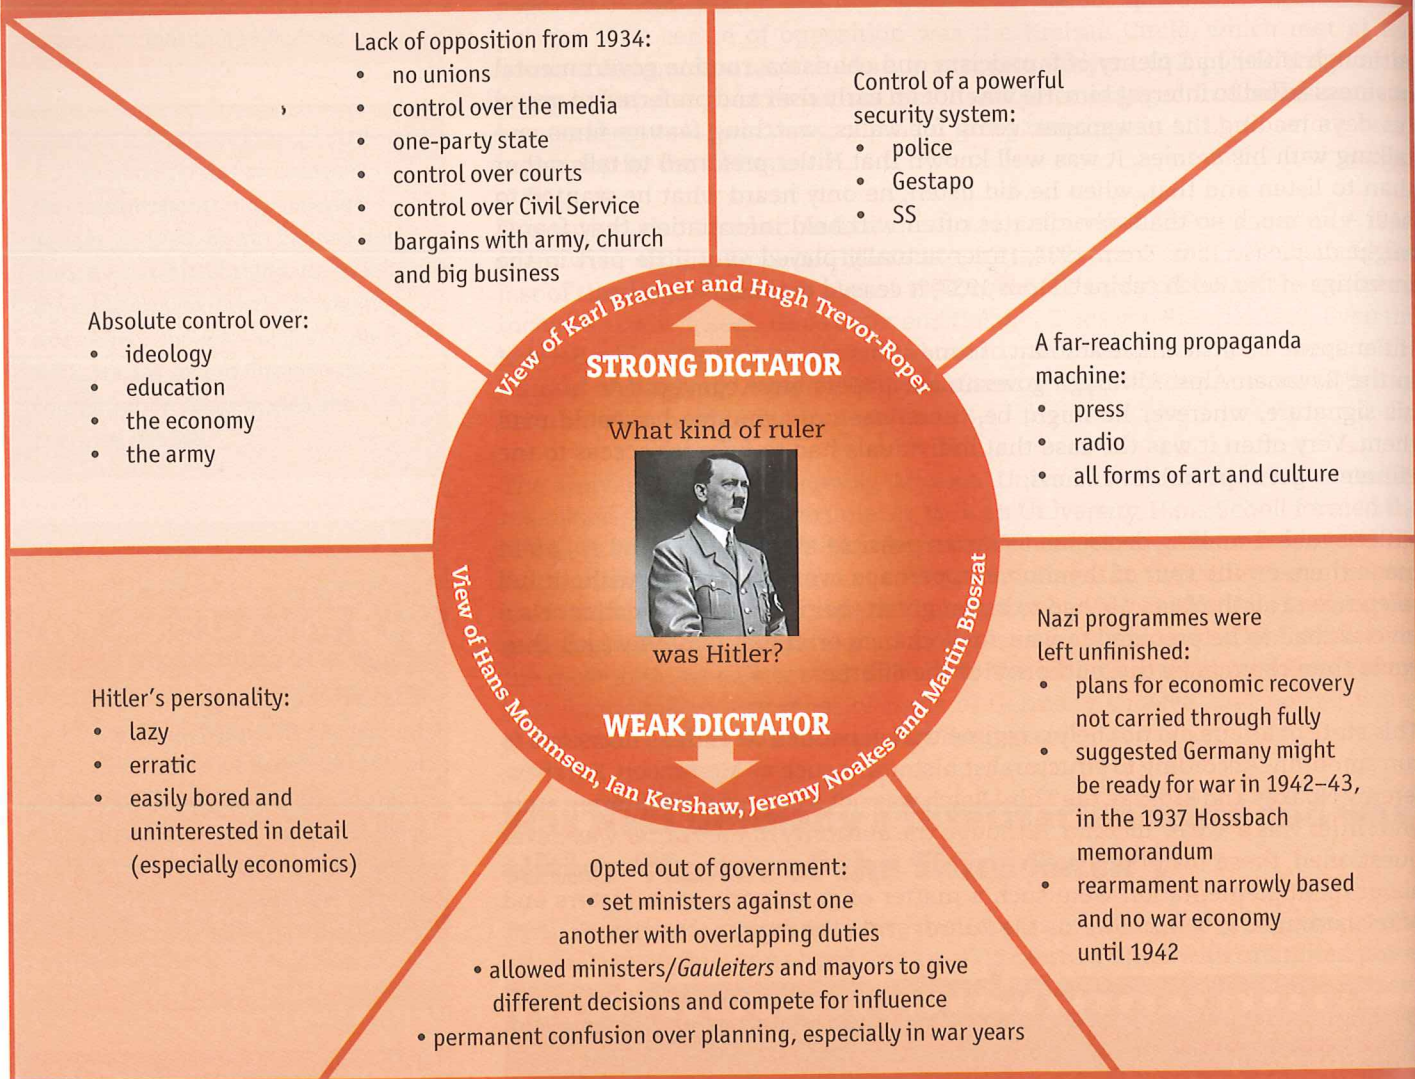 Lack of opposition from 1934:
• no unions
• control over the media
• one-party state
• control over courts
• control over Civil Service
• bargains with army, church
and big business
Control of a powerful
security system:
• police
• Gestapo
• SS
Absolute control over:
• ideology
• education
• the economy
• the army
A far-reaching propaganda
machine:
• press
• radio
• all forms of art and culture
View of Karl Bracher and Hugh Trevor-Roper
STRONG DICTATOR
What kind of ruler
was Hitler?
WEAK DICTATOR
View of Hans Mommsen, Ian Kershaw, Jeremy Noakes and Martin Broszat
Hitler's personality:
• lazy
• erratic
• easily bored and
uninterested in detail
(especially economics)
Opted out of government:
• set ministers against one
another with overlapping duties
• allowed ministers/Gauleiters and mayors to give
different decisions and compete for influence
• permanent confusion over planning, especially in war years
Nazi programmes were
left unfinished:
• plans for economic recovery
not carried through fully
• suggested Germany might
be ready for war in 1942–43,
in the 1937 Hossbach
memorandum
• rearmament narrowly based
and no war economy
until 1942